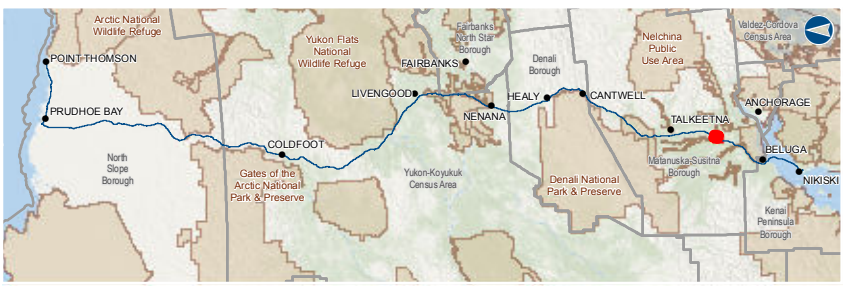 Arctic National
Wildlife Refuge
POINT THOMSON
PRUDHOE BAY
North
Slope
Borough
COLDFOOT
Gates of the
Arctic National
Park & Preserve
Yukon Flats
National
Wildlife Refuge
LIVENGOOD
FAIRBANKS
Fairbanks
North Star
Borough
NENANA
Yukon-Koyukuk
Census Area
Denali
Borough
HEALY
CANTWELL
Denali National
Park & Preserve
Nelchina
Public
Use Area
TALKEETNA
Matanuska-Susitna
Borough
Valdez-Cordova
Census Area
ANCHORAGE
BELUGA
NIKISKI
Kenai
Peninsula
Borough